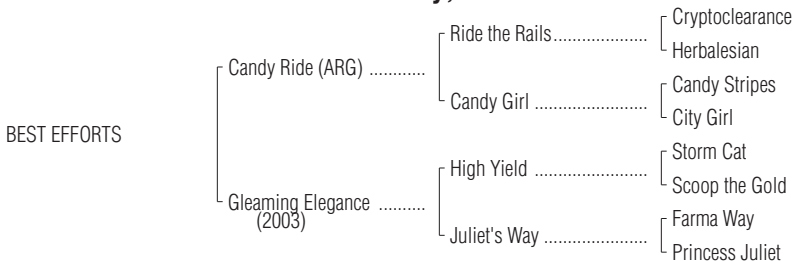 Cryptoclearance
Ride the Rails....................
Herbalesian
Candy Ride (ARG) ............
Candy Stripes
Candy Girl ........................
City Girl
BEST EFFORTS
Storm Cat
High Yield ........................
Scoop the Gold
Gleaming Elegance ..........
(2003)
Farma Way
Juliet's Way ......................
Princess Juliet